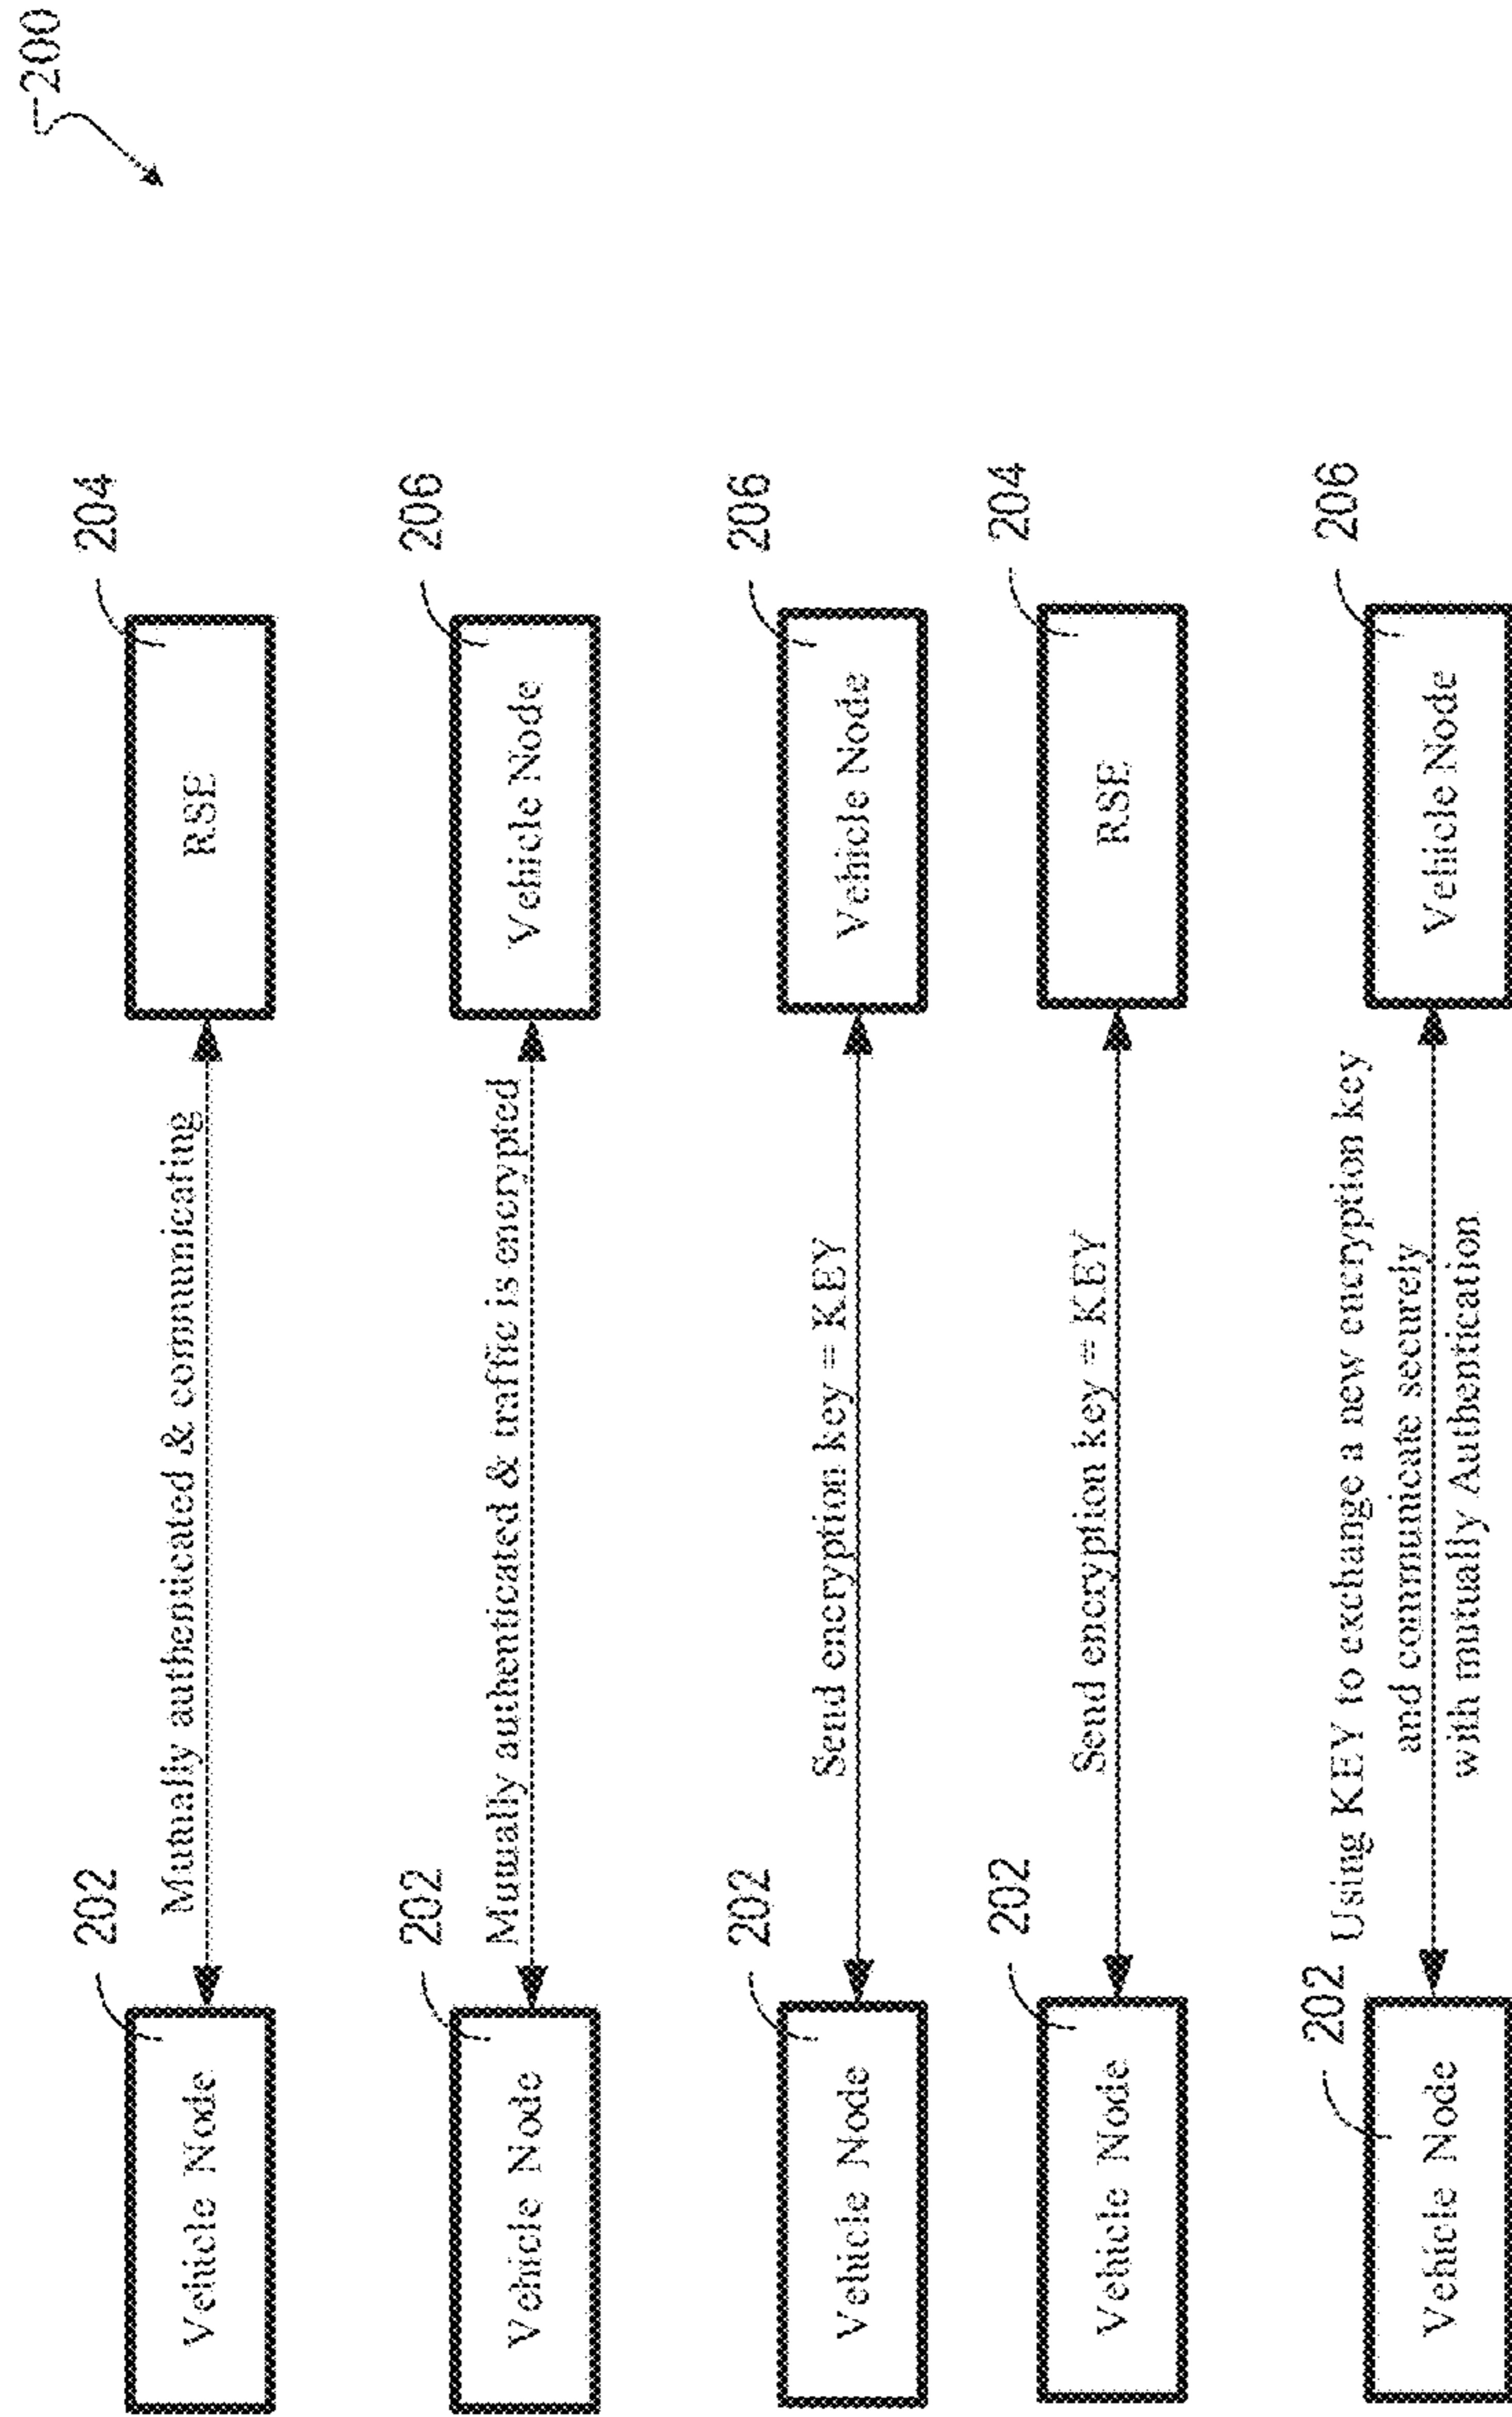 200
202
204
Vehicle Node
Mutually authenticated & communicating
RSE
202
206
Vehicle Node
Mutually authenticated & traffic is encrypted
Vehicle Node
202
206
Vehicle Node
Send encryption key = KEY
Vehicle Node
202
204
Vehicle Node
Send encryption key = KEY
RSE
202
206
Vehicle Node
Using KEY to exchange a new encryption key
and communicate securely
with mutually Authentication
Vehicle Node